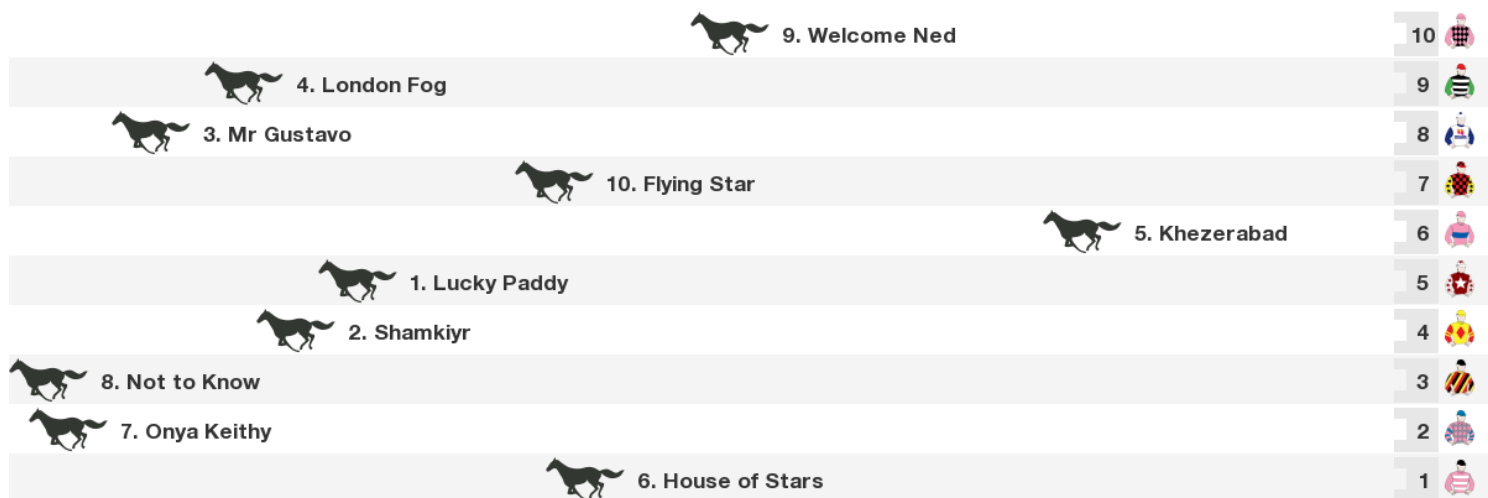 9. Welcome Ned 10
4. London Fog 9
3. Mr Gustavo 8
10. Flying Star 7
5. Khezerabad 6
1. Lucky Paddy 5
2. Shamkiyr 4
8. Not to Know 3
7. Onya Keithy 2
6. House of Stars 1